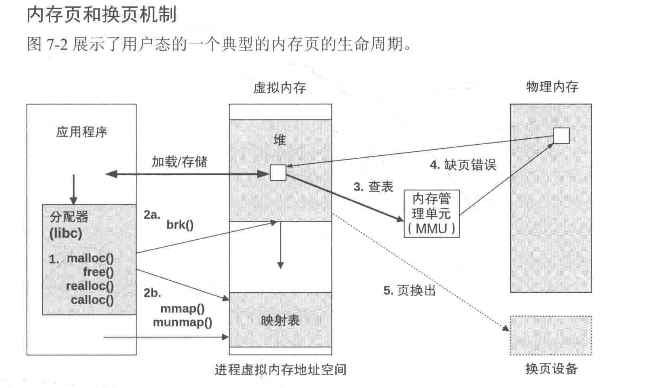 内存页和换页机制
图 7-2 展示了用户态的一个典型的内存页的生命周期。
虚拟内存
物理内存
应用程序
堆
加载/存储
4. 缺页错误
3. 查表
内存管
理单元
(MMU)
分配器
(libc)
2a.
brk()
1. malloc()
free()
realloc()
calloc()
2b.
mmap()
munmap()
5. 页换出
映射表
进程虚拟内存地址空间
换页设备